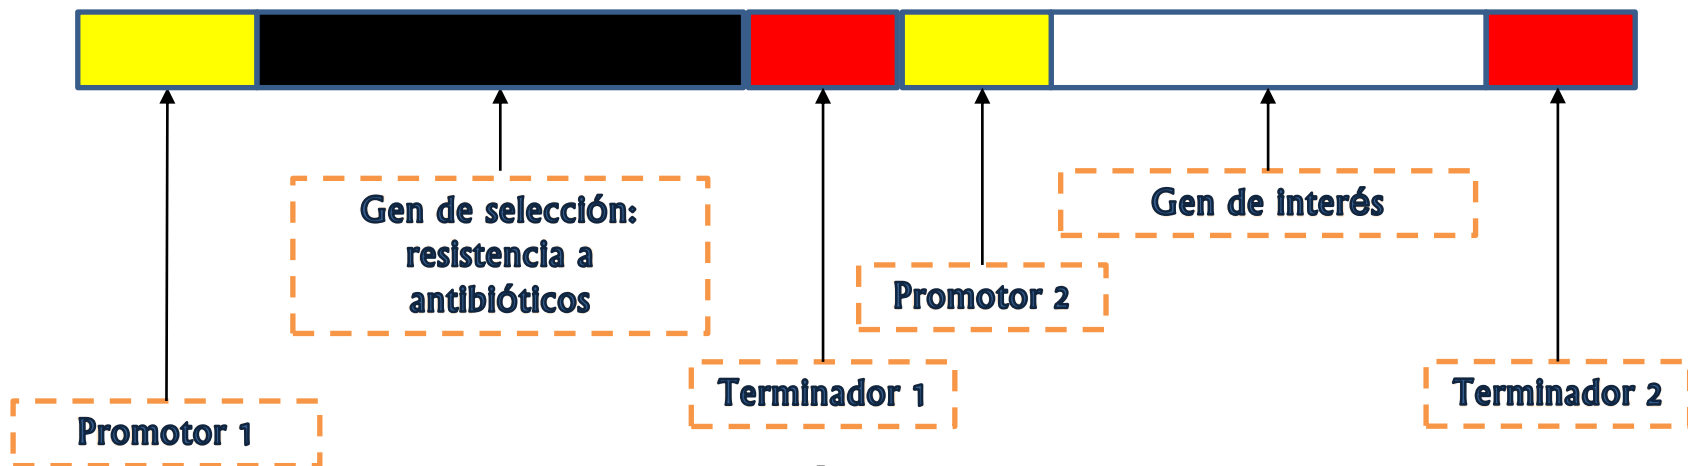 Gen de selección:
resistencia a
antibióticos
Gen de interés
Promotor 2
Terminador 1
Terminador 2
Promotor 1